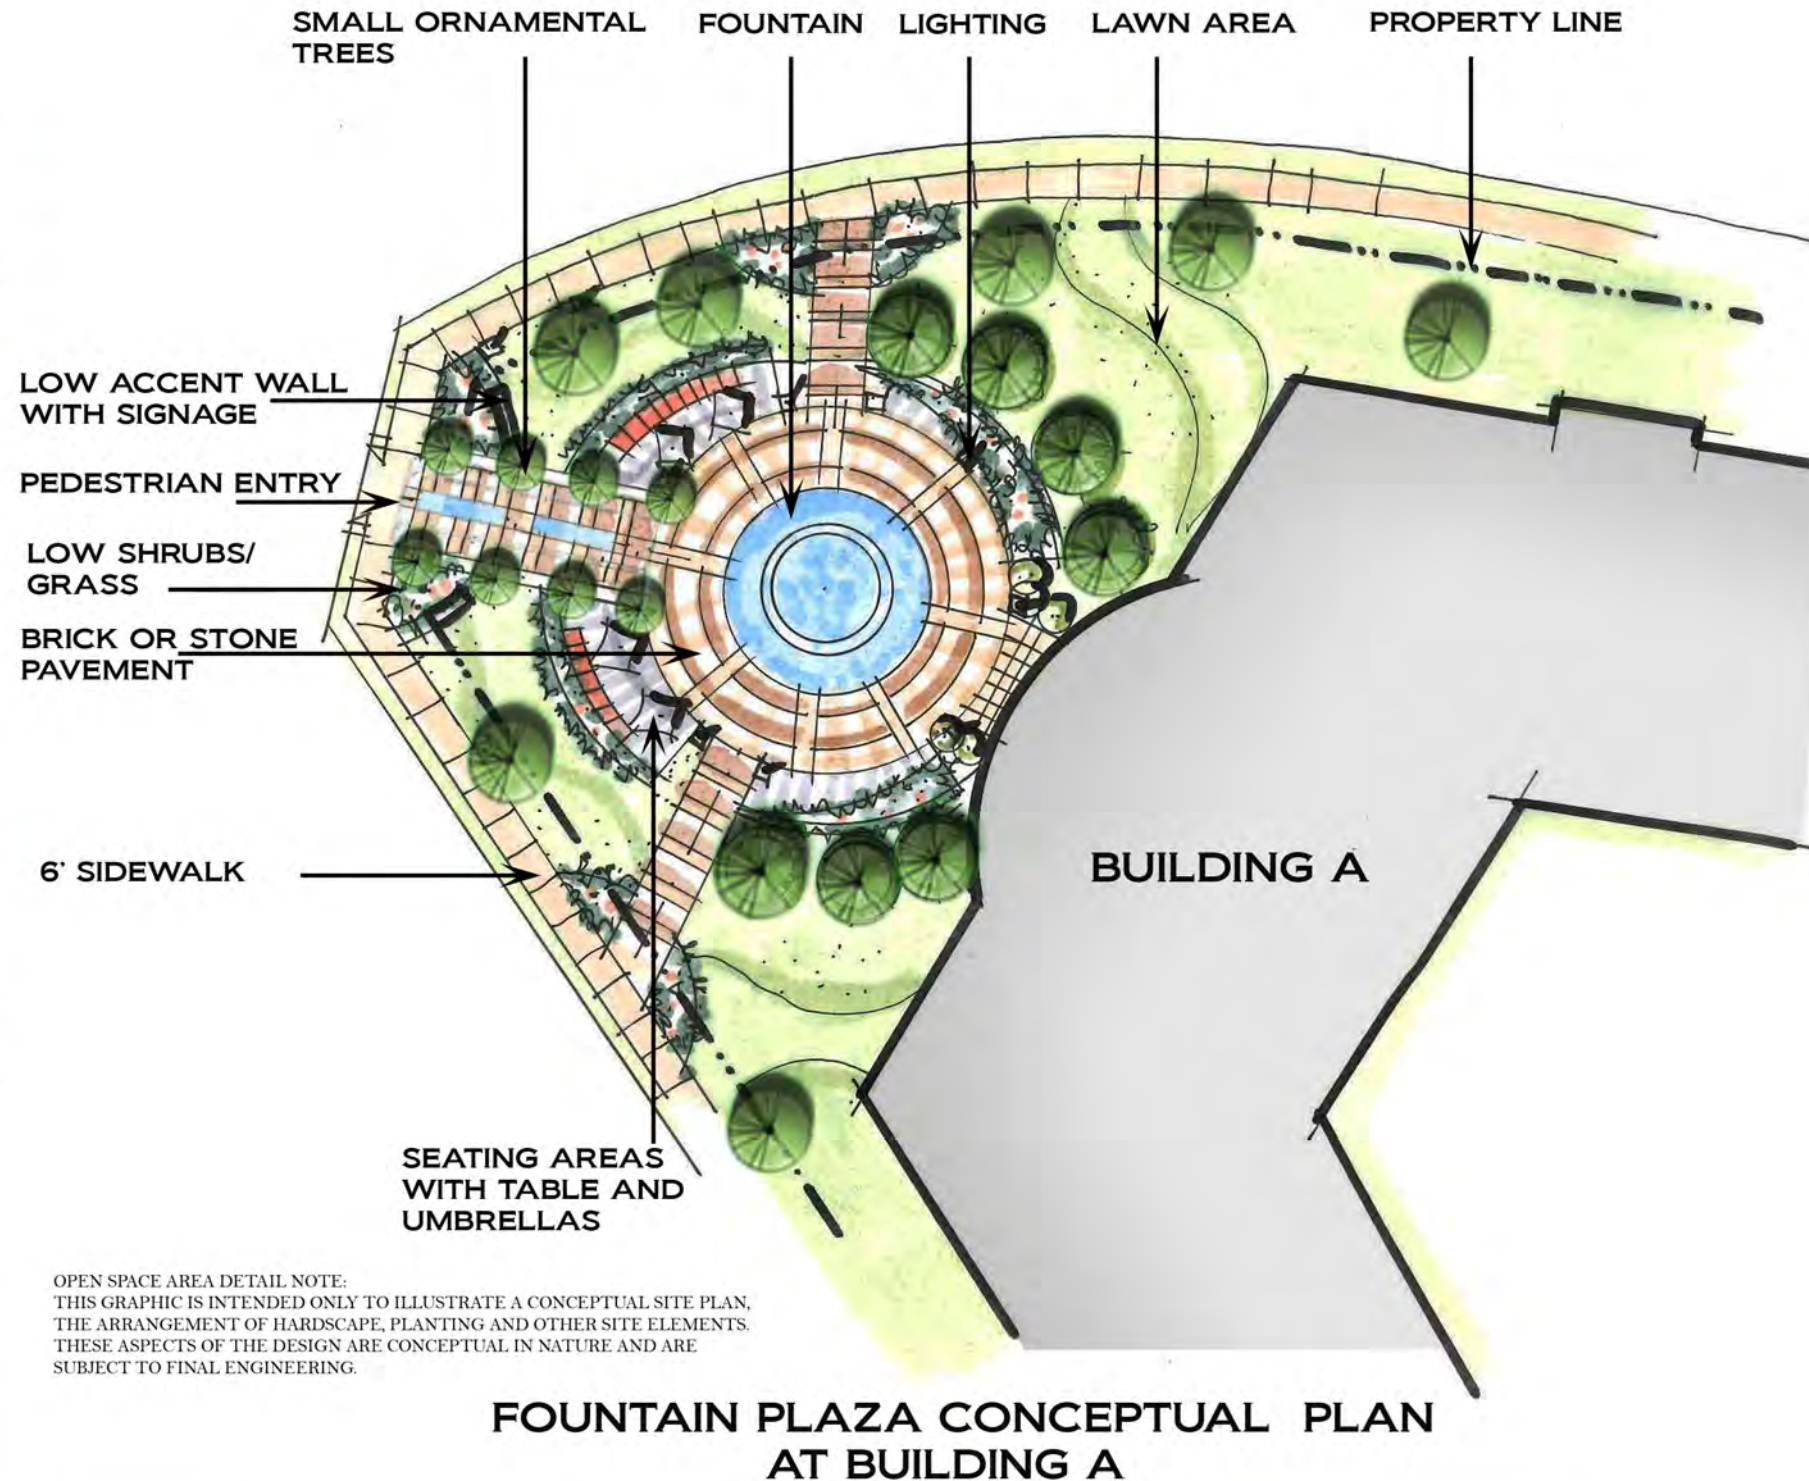 SMALL ORNAMENTAL
TREES
FOUNTAIN
LIGHTING
LAWN AREA
PROPERTY LINE
LOW ACCENT WALL
WITH SIGNAGE
PEDESTRIAN ENTRY
LOW SHRUBS/
GRASS
BRICK OR STONE
PAVEMENT
6' SIDEWALK
BUILDING A
SEATING AREAS
WITH TABLE AND
UMBRELLAS
OPEN SPACE AREA DETAIL NOTE:
THIS GRAPHIC IS INTENDED ONLY TO ILLUSTRATE A CONCEPTUAL SITE PLAN,
THE ARRANGEMENT OF HARDSCAPE, PLANTING AND OTHER SITE ELEMENTS.
THESE ASPECTS OF THE DESIGN ARE CONCEPTUAL IN NATURE AND ARE
SUBJECT TO FINAL ENGINEERING.
FOUNTAIN PLAZA CONCEPTUAL PLAN
AT BUILDING A